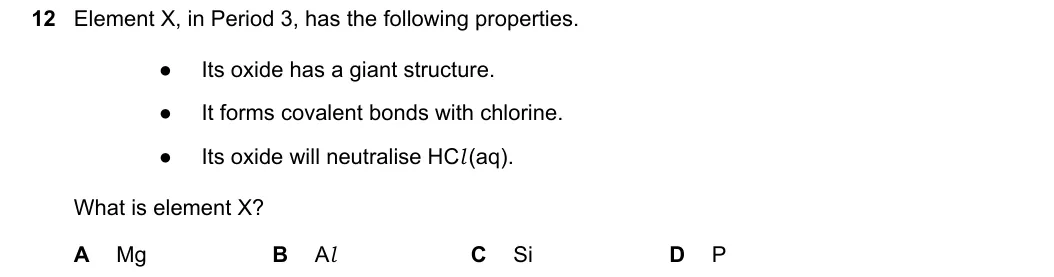 12 Element X, in Period 3, has the following properties.
● Its oxide has a giant structure.
● It forms covalent bonds with chlorine.
● Its oxide will neutralise HCl(aq).
What is element X?
A Mg B Al C Si D P